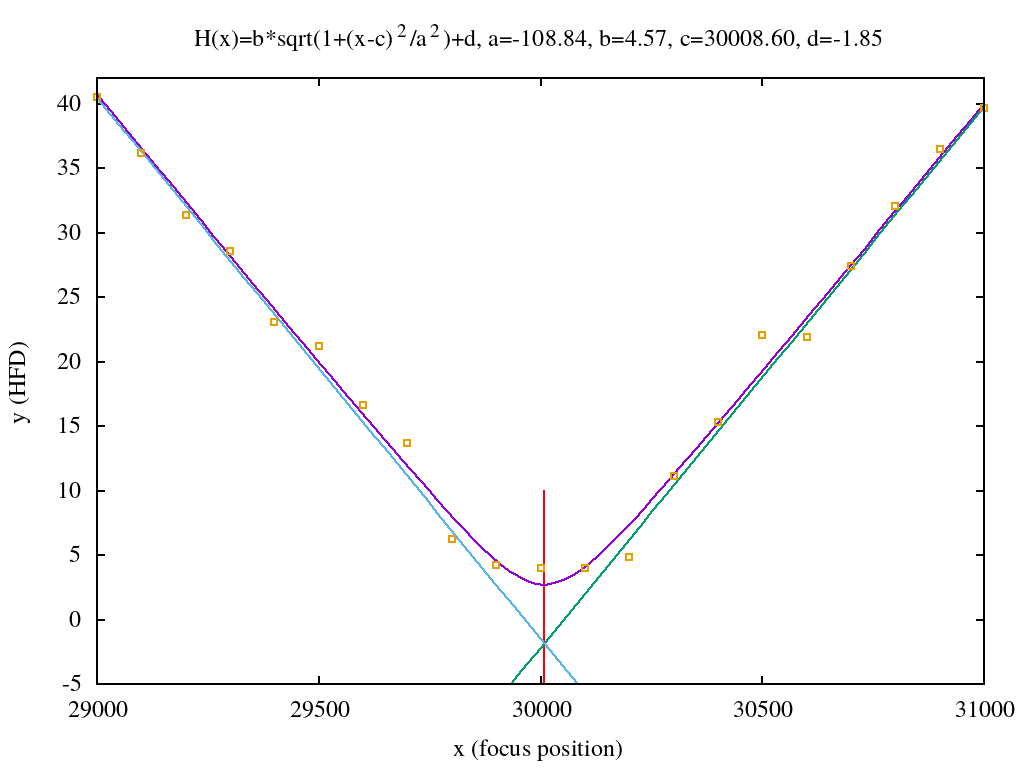 H(x)=b*sqrt(1+(x-c)²/a²)+d, a=-108.84, b=4.57, c=30008.60, d=-1.85
40
35
30
25
20
15
10
5
0
-5
y (HFD)
29000 29500 30000 30500 31000
x (focus position)